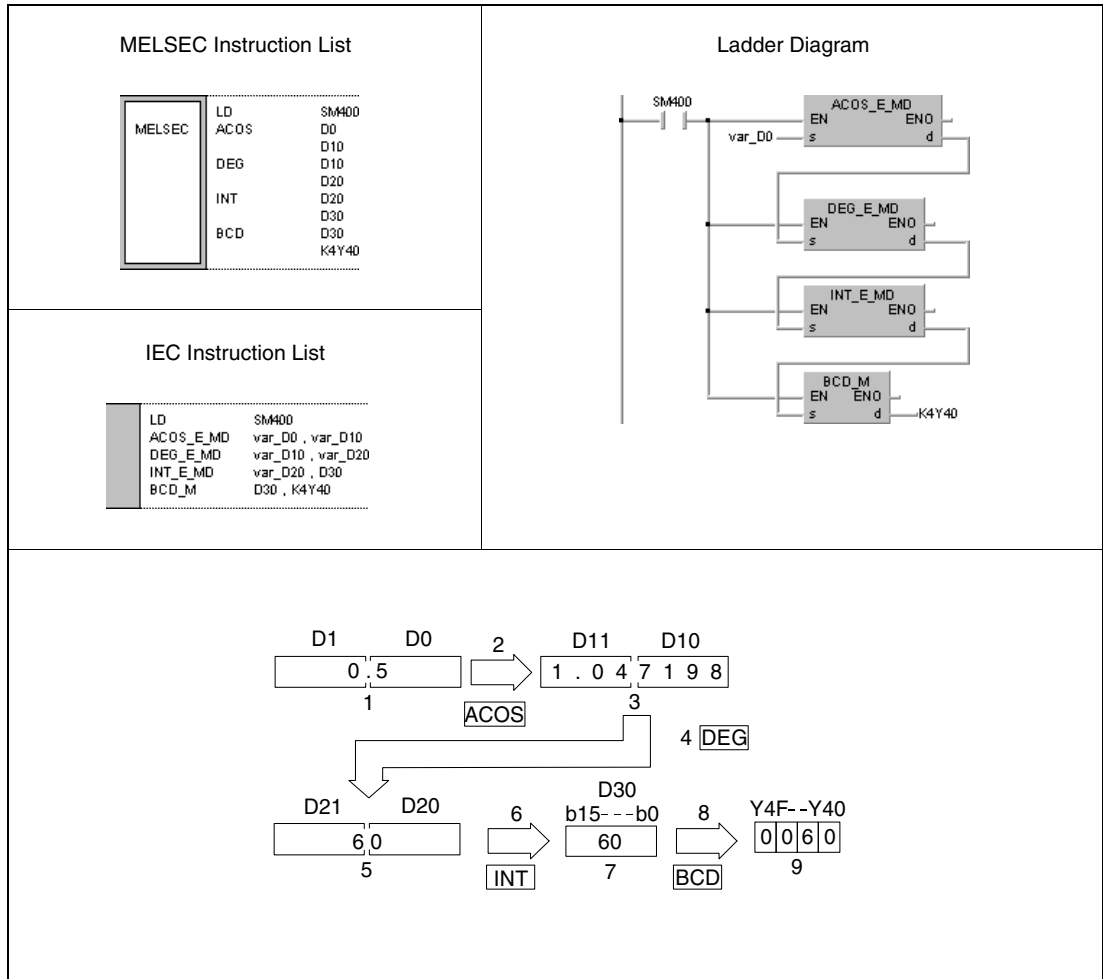 MELSEC Instruction List
MELSEC
LD SM400
ACOS D0
D10
DEG D10
D20
INT D20
D30
BCD D30
K4Y40
IEC Instruction List
LD SM400
ACOS_E_MD var_D0 , var_D10
DEG_E_MD var_D10 , var_D20
INT_E_MD var_D20 , D30
BCD_M D30 , K4Y40
Ladder Diagram
SM400
ACOS_E_MD
EN ENO
var_D0 s d
DEG_E_MD
EN ENO
s d
INT_E_MD
EN ENO
s d
BCD_M
EN ENO
s d K4Y40
D1 D0 2 D11 D10
0.5 1.047198
1 ACOS 3
4 DEG
D21 D20 6 D30 8 Y4F--Y40
b15---b0
60 60 0060
5 INT 7 BCD 9